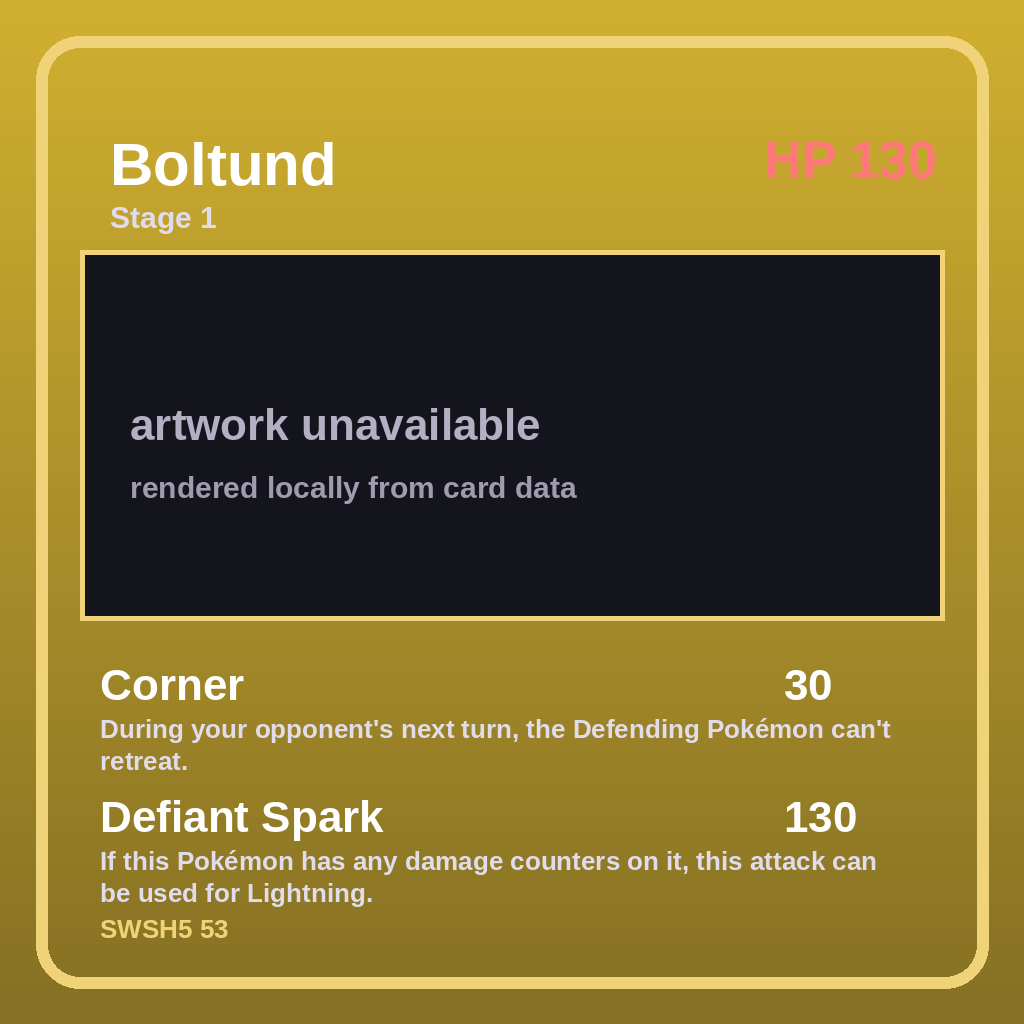 Boltund
HP 130
Stage 1
artwork unavailable
rendered locally from card data
Corner 30
During your opponent's next turn, the Defending Pokémon can't
retreat.
Defiant Spark 130
If this Pokémon has any damage counters on it, this attack can
be used for Lightning.
SWSH5 53